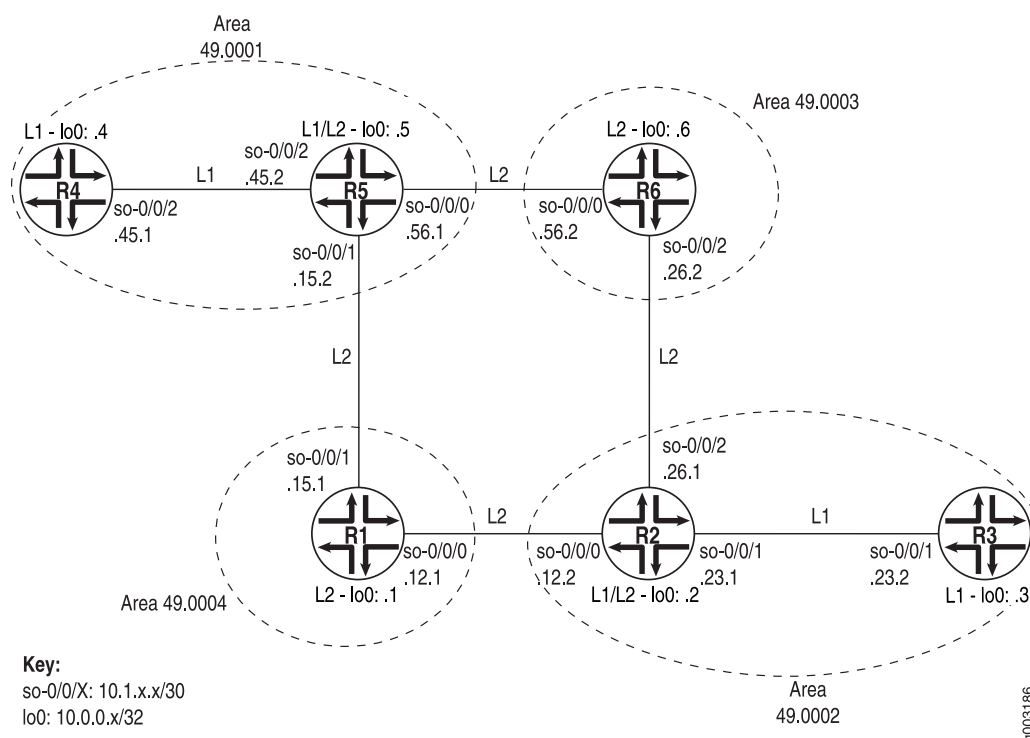 Area
49.0001
Area 49.0003
L1 - lo0: .4
L1/L2 - lo0: .5
L2 - lo0: .6
so-0/0/2
.45.2
L1
L2
R4
R5
R6
so-0/0/2
.45.1
so-0/0/0
.56.1
so-0/0/0
.56.2
so-0/0/1
.15.2
so-0/0/2
.26.2
L2
L2
so-0/0/1
.15.1
so-0/0/2
.26.1
L2
L1
R1
R2
R3
so-0/0/0
.12.1
so-0/0/0
.12.2
so-0/0/1
.23.1
so-0/0/1
.23.2
L2 - lo0: .1
L1/L2 - lo0: .2
L1 - lo0: .3
Area 49.0004
Key:
so-0/0/X: 10.1.x.x/30
lo0: 10.0.0.x/32
Area
49.0002
g003186